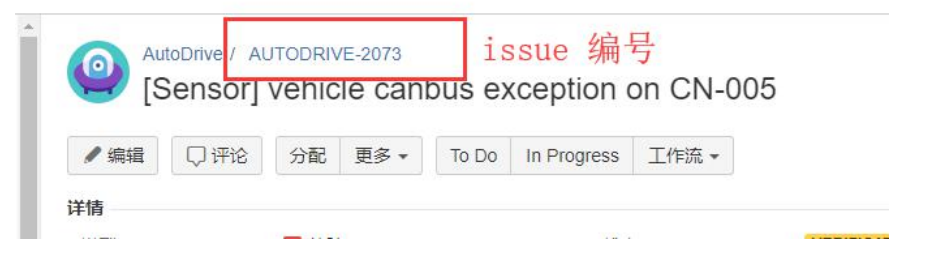 AutoDrive / AUTODRIVE-2073
issue 编号
[Sensor] vehicle canbus exception on CN-005
编辑 评论 分配 更多 To Do In Progress 工作流
详情